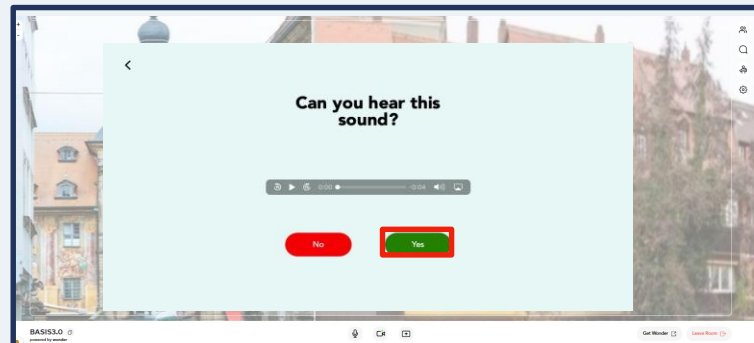 Can you hear this
sound?
0:00
-0:04
No
Yes
BASIS3.0
powered by wonder
Get Wonder
Leave Room